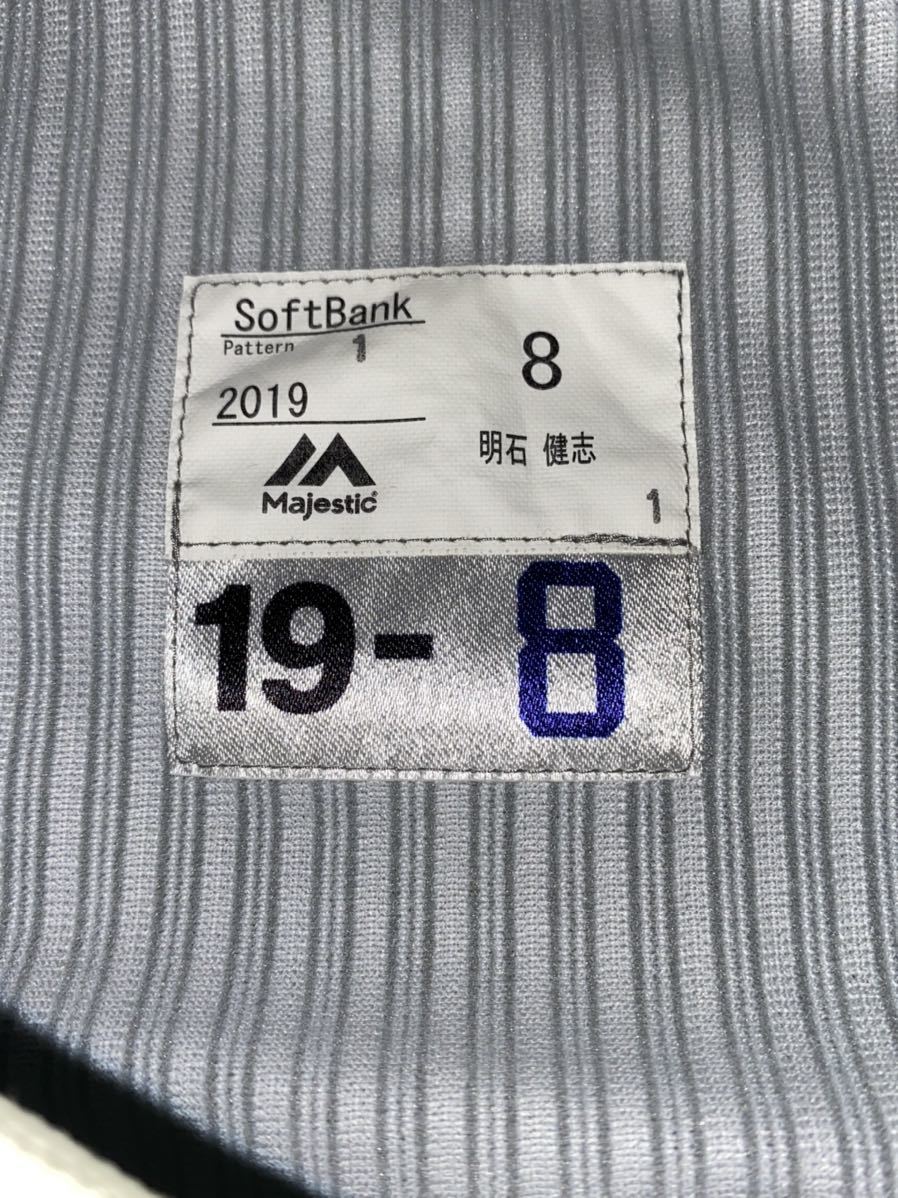 SoftBank
Pattern 1
2019
Majestic
8
明石 健志
1
19-8